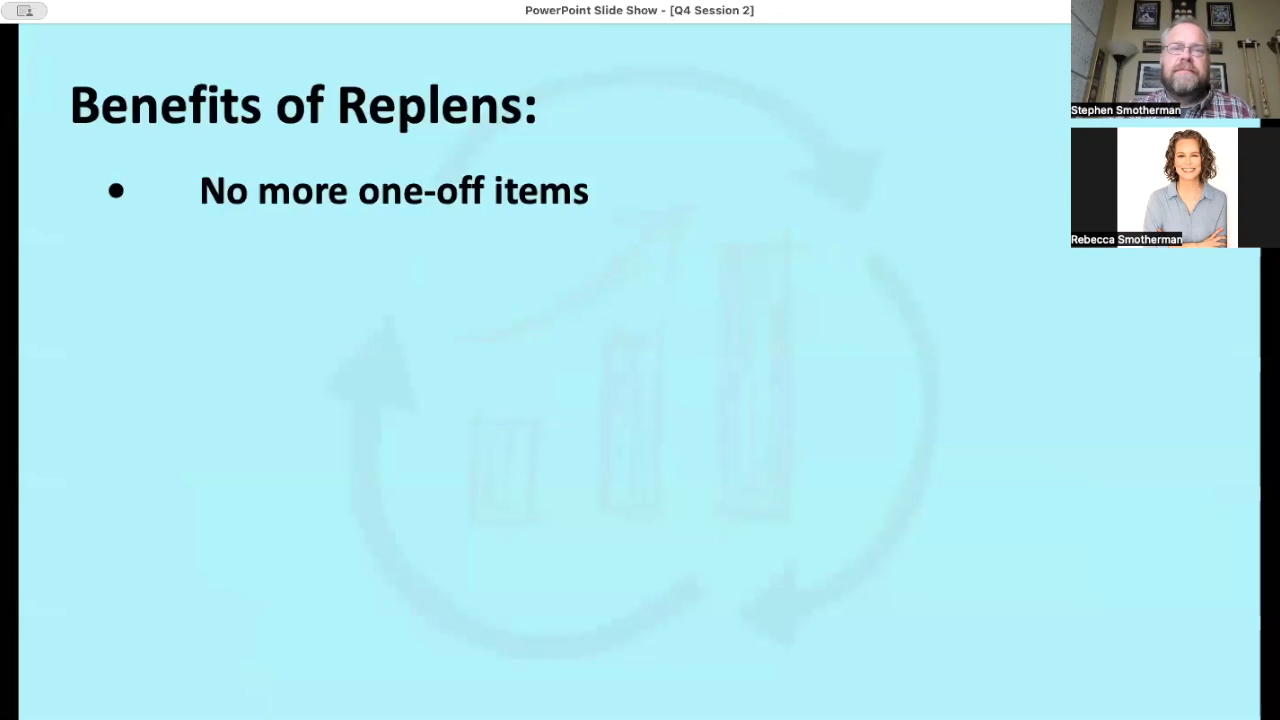 PowerPoint Slide Show - [Q4 Session 2]
Benefits of Replens:
• No more one-off items
Stephen Smotherman
Rebecca Smotherman